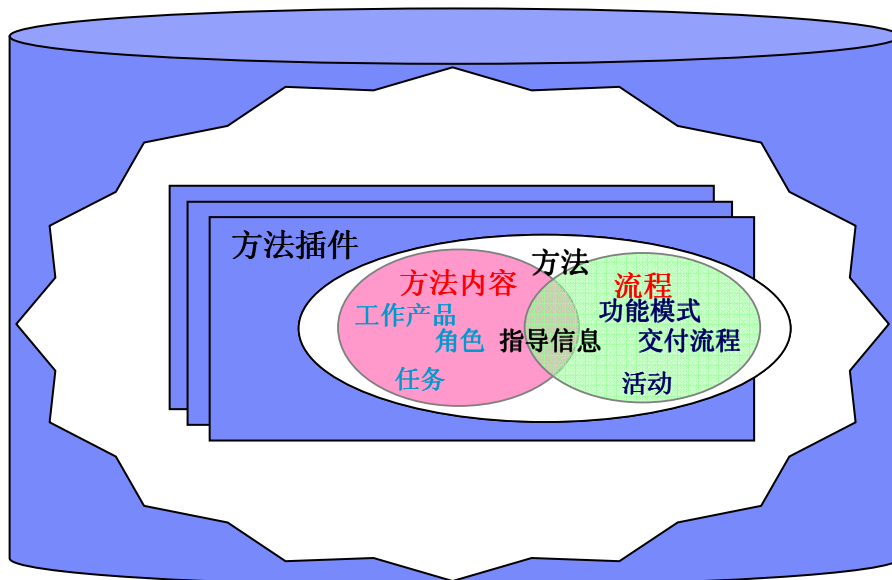 方法插件
方法
方法内容
流程
工作产品
功能模式
角色
指导信息
交付流程
任务
活动